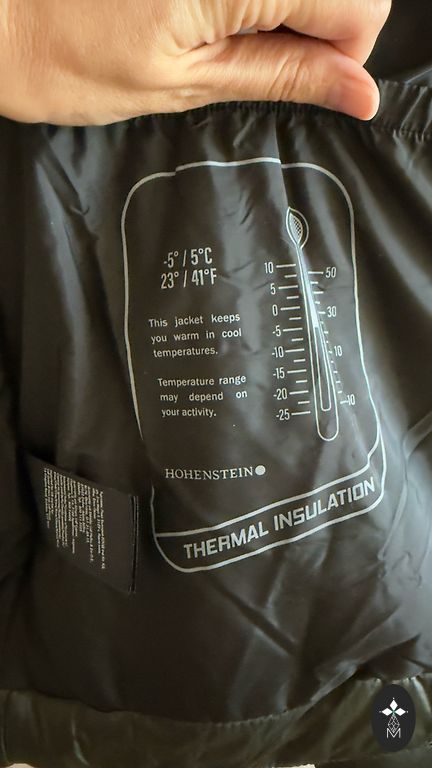 -5° / 5°C
23° / 41°F
This jacket keeps
you warm in cool
temperatures.
Temperature range
may depend on
your activity.
10
5
0
-5
-10
-15
-20
-25
50
30
10
-10
HOHENSTEIN
THERMAL INSULATION
M